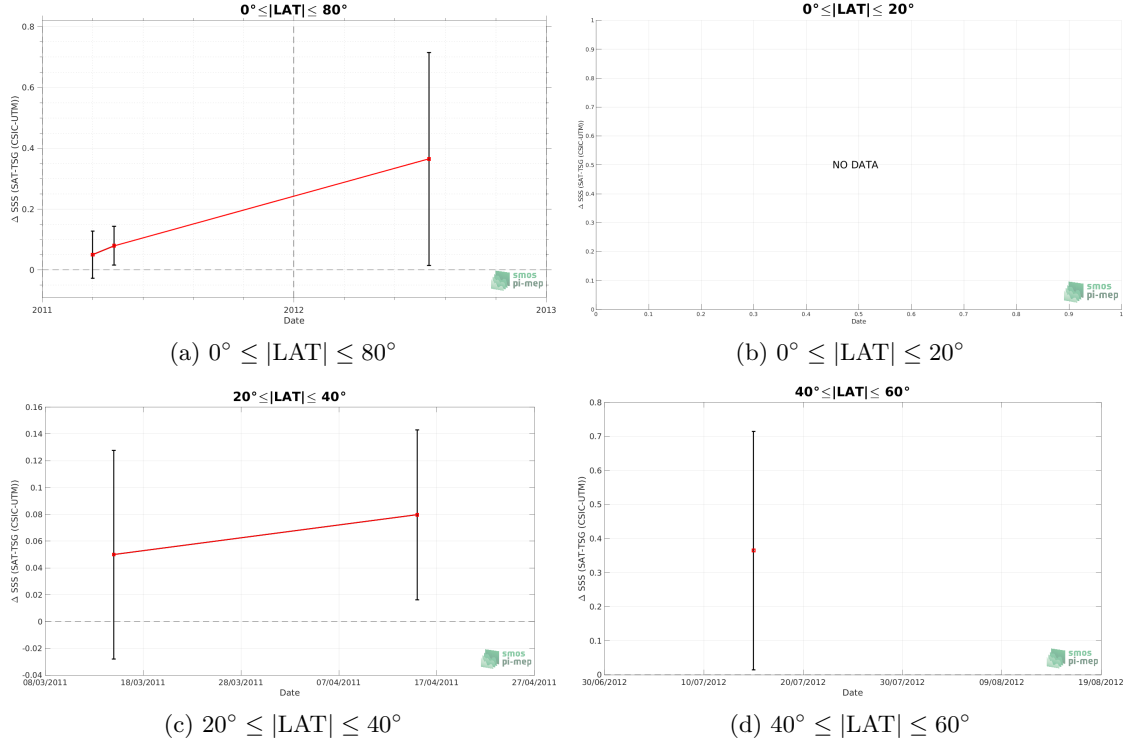 0°≤|LAT|≤ 80°
Δ SSS (SAT-TSG (CSIC-UTM))
0.8
0.6
0.4
0.2
0
2011
2012
2013
Date
smos
pi-mep
(a) 0° ≤ |LAT| ≤ 80°
0°≤|LAT|≤ 20°
Δ SSS (SAT-TSG (CSIC-UTM))
1
0.9
0.8
0.7
0.6
0.5
0.4
0.3
0.2
0.1
0
NO DATA
0
0.1
0.2
0.3
0.4
0.5
0.6
0.7
0.8
0.9
1
Date
smos
pi-mep
(b) 0° ≤ |LAT| ≤ 20°
20°≤|LAT|≤ 40°
Δ SSS (SAT-TSG (CSIC-UTM))
0.16
0.14
0.12
0.1
0.08
0.06
0.04
0.02
0
-0.02
-0.04
08/03/2011
18/03/2011
28/03/2011
07/04/2011
17/04/2011
27/04/2011
Date
smos
pi-mep
(c) 20° ≤ |LAT| ≤ 40°
40°≤|LAT|≤ 60°
Δ SSS (SAT-TSG (CSIC-UTM))
0.8
0.7
0.6
0.5
0.4
0.3
0.2
0.1
0
30/06/2012
10/07/2012
20/07/2012
30/07/2012
09/08/2012
19/08/2012
Date
smos
pi-mep
(d) 40° ≤ |LAT| ≤ 60°